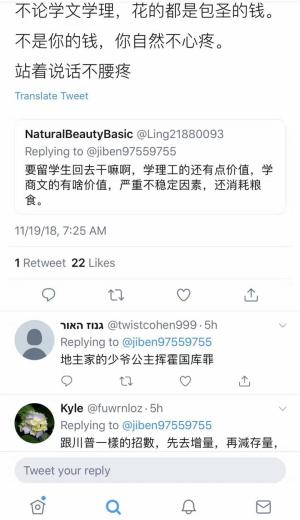 不论学文学理，花的都是包圣的钱。
不是你的钱，你自然不心疼。
站着说话不腰疼
Translate Tweet
NaturalBeautyBasic @Ling21880093
Replying to @jiben97559755
要留学生回去干嘛啊，学理工的还有点价值，学
商文的有啥价值，严重不稳定因素，还消耗粮
食。
11/19/18, 7:25 AM
1 Retweet 22 Likes
גנוז האור @twistcohen999 · 5h
Replying to @jiben97559755
地主家的少爷公主挥霍国库罪
Kyle @fuwrnloz · 5h
Replying to @jiben97559755
跟川普一樣的招數，先去增量，再減存量，
Tweet your reply